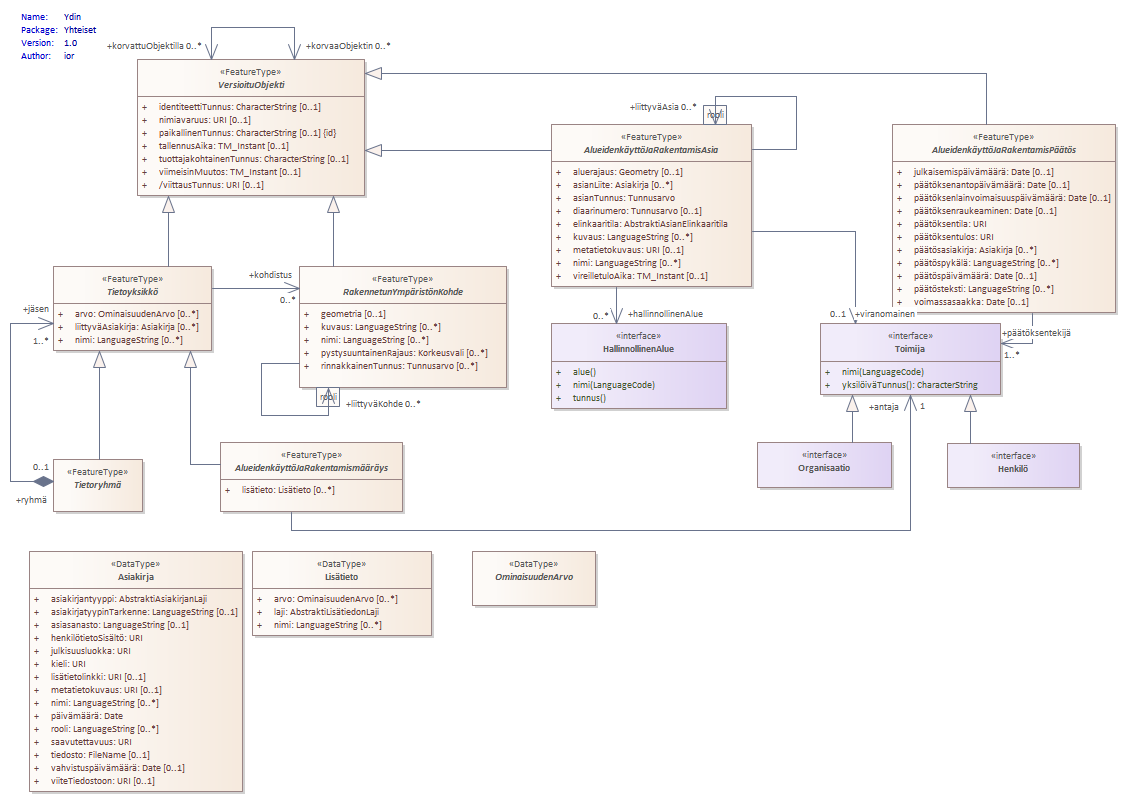 Name: Ydin
Package: Yhteiset
Version: 1.0
Author: ior
+korvattuObjektilla 0..*
+korvaaObjektin 0..*
«FeatureType»
VersioituObjekti
+ identiteettiTunnus: CharacterString [0..1]
+ nimiavaruus: URI [0..1]
+ paikallinenTunnus: CharacterString [0..1] {id}
+ tallennusAika: TM_Instant [0..1]
+ tuottajakohtainenTunnus: CharacterString [0..1]
+ viimeisinMuutos: TM_Instant [0..1]
+ /viittausTunnus: URI [0..1]
+liittyväAsia 0..*
rooli
«FeatureType»
AlueidenkäyttöJaRakentamisAsia
+ aluerajaus: Geometry [0..1]
+ asianLiite: Asiakirja [0..*]
+ asianTunnus: Tunnusarvo
+ diaarinumero: Tunnusarvo [0..1]
+ elinkaaritila: AbstraktiAsianElinkaaritila
+ kuvaus: LanguageString [0..*]
+ metatietokuvaus: URI [0..1]
+ nimi: LanguageString [0..*]
+ vireilletuloAika: TM_Instant [0..1]
«FeatureType»
AlueidenkäyttöJaRakentamisPäätös
+ julkaisemispäivämäärä: Date [0..1]
+ päätöksenantopäivämäärä: Date [0..1]
+ päätöksenlainvoimaisuuspäivämäärä: Date [0..1]
+ päätöksenraukeaminen: Date [0..1]
+ päätöksentila: URI
+ päätöksentulos: URI
+ päätösasiakirja: Asiakirja [0..*]
+ päätöspykälä: LanguageString [0..*]
+ päätöspäivämäärä: Date [0..1]
+ päätösteksti: LanguageString [0..*]
+ voimassasaakka: Date [0..1]
«FeatureType»
Tietoyksikkö
+ arvo: OminaisuudenArvo [0..*]
+ liittyväAsiakirja: Asiakirja [0..*]
+ nimi: LanguageString [0..*]
+jäsen
1..*
+kohdistus
0..*
«FeatureType»
RakennetunYmpäristönKohde
+ geometria [0..1]
+ kuvaus: LanguageString [0..*]
+ nimi: LanguageString [0..*]
+ pystysuuntainenRajaus: Korkeusvali [0..*]
+ rinnakkainenTunnus: Tunnusarvo [0..*]
rooli
+liittyväKohde 0..*
0..*
+hallinnollinenAlue
«interface»
HallinnollinenAlue
+ alue()
+ nimi(LanguageCode)
+ tunnus()
0..1
+viranomainen
«interface»
Toimija
+ nimi(LanguageCode)
+ yksilöiväTunnus(): CharacterString
+päätöksentekijä
1..*
+antaja
1
«interface»
Organisaatio
«interface»
Henkilö
0..1
+ryhmä
«FeatureType»
Tietoryhmä
«FeatureType»
AlueidenkäyttöJaRakentamismääräys
+ lisätieto: Lisätieto [0..*]
«DataType»
Asiakirja
+ asiakirjantyyppi: AbstraktiAsiakirjanLaji
+ asiakirjatyypinTarkenne: LanguageString [0..1]
+ asiasanasto: LanguageString [0..1]
+ henkilötietoSisältö: URI
+ julkisuusluokka: URI
+ kieli: URI
+ lisätietolinkki: URI [0..1]
+ metatietokuvaus: URI [0..1]
+ nimi: LanguageString [0..*]
+ päivämäärä: Date
+ rooli: LanguageString [0..*]
+ saavutettavuus: URI
+ tiedosto: FileName [0..1]
+ vahvistuspäivämäärä: Date [0..1]
+ viiteTiedostoon: URI [0..1]
«DataType»
Lisätieto
+ arvo: OminaisuudenArvo [0..*]
+ laji: AbstraktiLisätiedonLaji
+ nimi: LanguageString [0..*]
«DataType»
OminaisuudenArvo